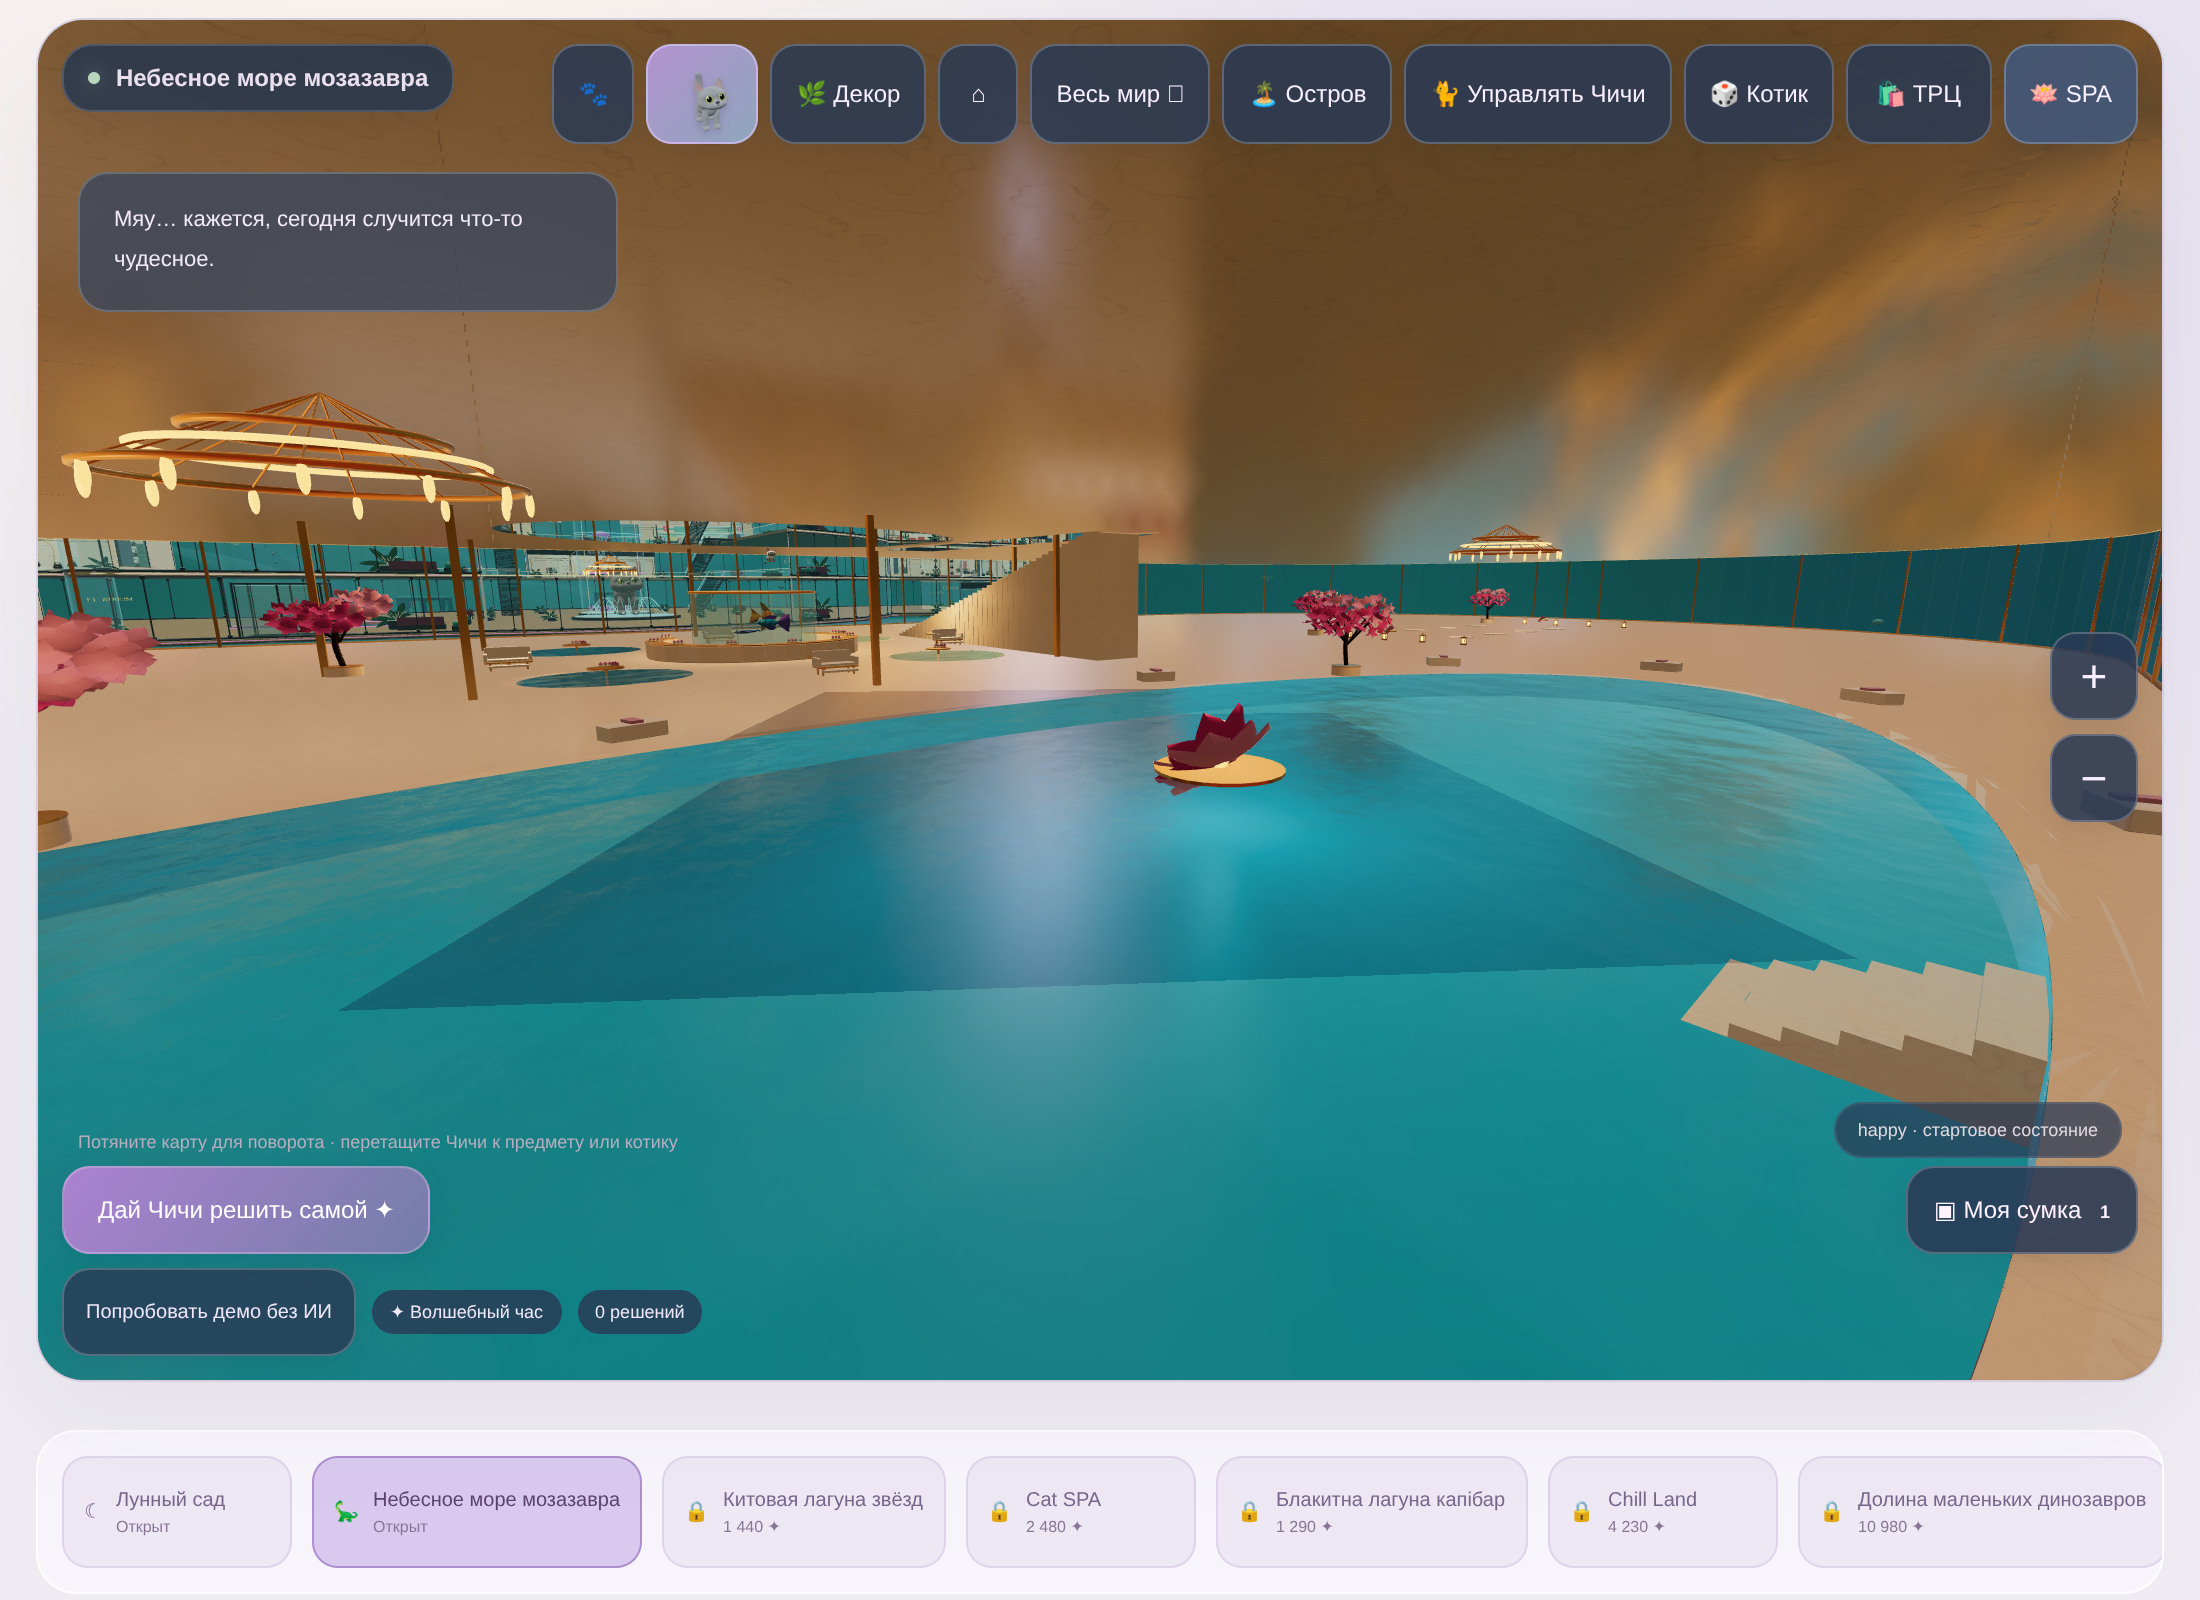 Небесное море мозазавра
Декор
Весь мир
Остров
Управлять Чичи
Котик
ТРЦ
SPA
Мяу… кажется, сегодня случится что-то
чудесное.
+
−
Потяните карту для поворота · перетащите Чичи к предмету или котику
happy · стартовое состояние
Дай Чичи решить самой ✦
Моя сумка 1
Попробовать демо без ИИ
✦ Волшебный час
0 решений
Лунный сад
Открыт
Небесное море мозазавра
Открыт
Китовая лагуна звёзд
1 440 ✦
Cat SPA
2 480 ✦
Блакитна лагуна капібар
1 290 ✦
Chill Land
4 230 ✦
Долина маленьких динозавров
10 980 ✦